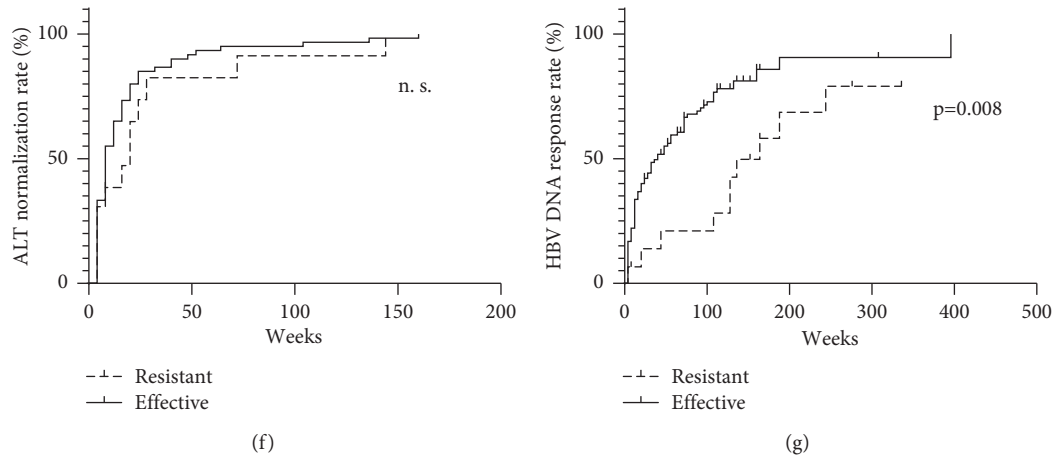 ALT normalization rate (%)
100
50
0
0 50 100 150 200
Weeks
n. s.
Resistant
Effective
(f)
HBV DNA response rate (%)
100
50
0
0 100 200 300 400 500
Weeks
p=0.008
Resistant
Effective
(g)